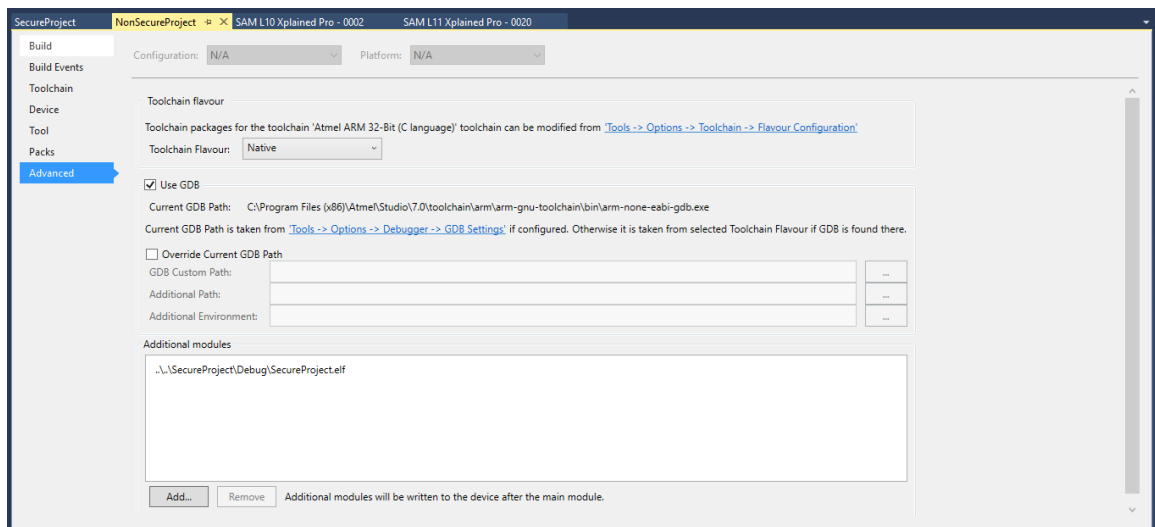 SecureProject NonSecureProject SAM L10 Xplained Pro - 0002 SAM L11 Xplained Pro - 0020
Build
Build Events
Toolchain
Device
Tool
Packs
Advanced
Configuration: N/A Platform: N/A
Toolchain flavour
Toolchain packages for the toolchain 'Atmel ARM 32-Bit (C language)' toolchain can be modified from 'Tools -> Options -> Toolchain -> Flavour Configuration'
Toolchain Flavour: Native
Use GDB
Current GDB Path: C:\Program Files (x86)\Atmel\Studio\7.0\toolchain\arm\arm-gnu-toolchain\bin\arm-none-eabi-gdb.exe
Current GDB Path is taken from 'Tools -> Options -> Debugger -> GDB Settings' if configured. Otherwise it is taken from selected Toolchain Flavour if GDB is found there.
Override Current GDB Path
GDB Custom Path: ...
Additional Path: ...
Additional Environment: ...
Additional modules
..\..\SecureProject\Debug\SecureProject.elf
Add... Remove Additional modules will be written to the device after the main module.